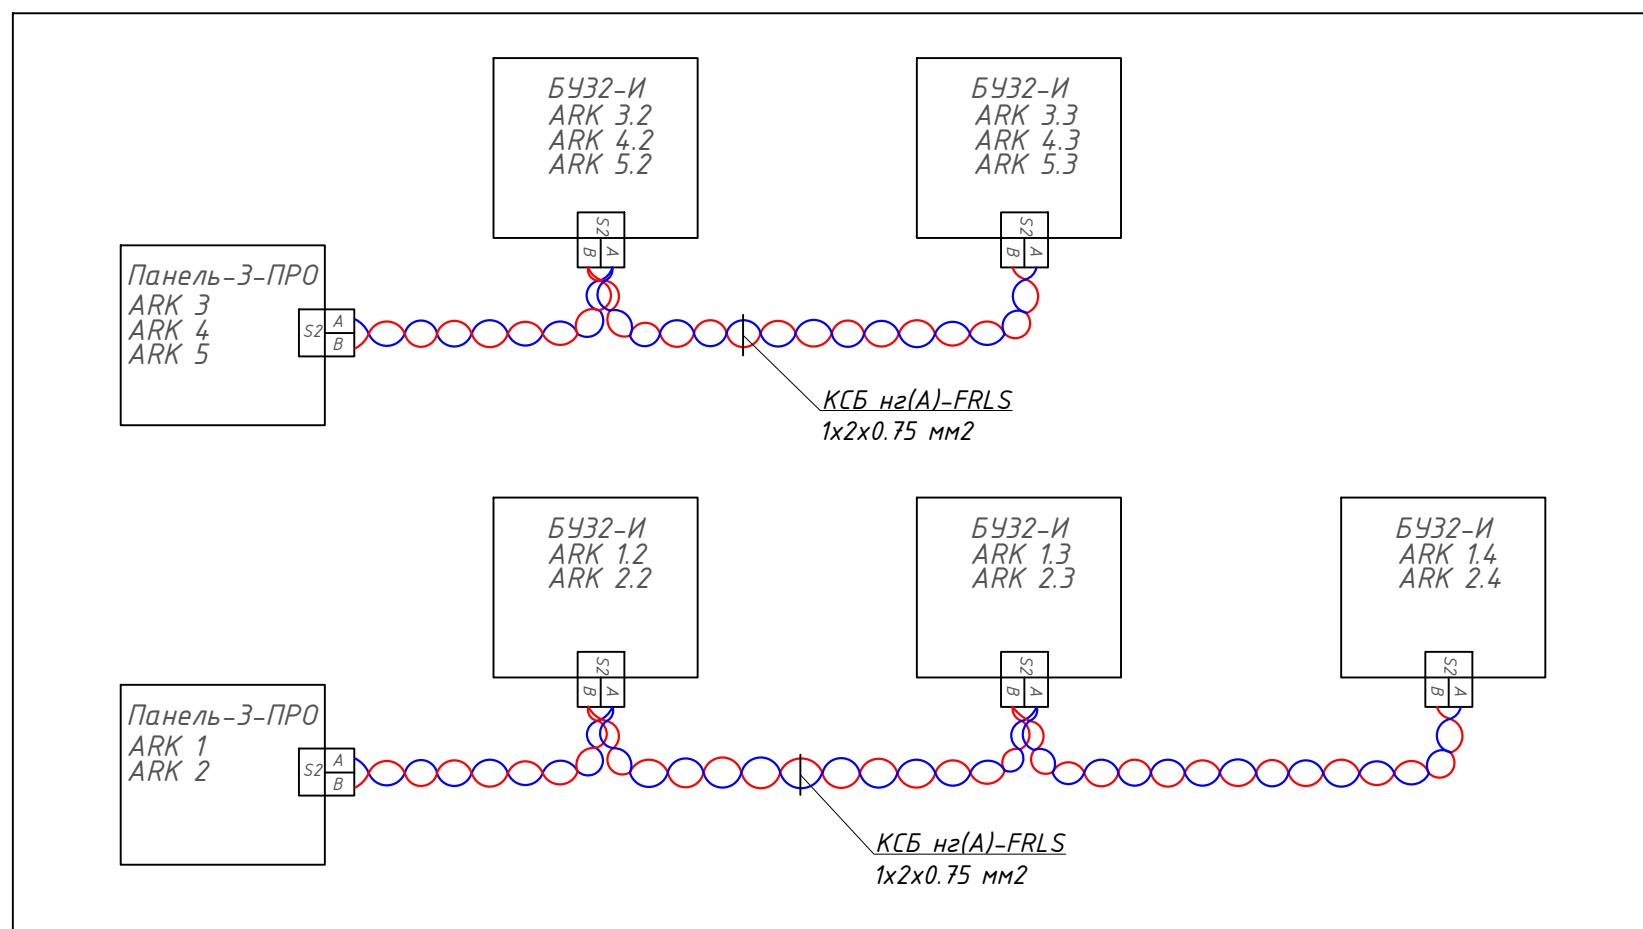 БУ32-И
ARK 3.2
ARK 4.2
ARK 5.2
S2
B
A
БУ32-И
ARK 3.3
ARK 4.3
ARK 5.3
S2
B
A
Панель-3-ПРО
ARK 3
ARK 4
ARK 5
S2
A
B
КСБ нг(А)-FRLS
1x2x0.75 мм2
БУ32-И
ARK 1.2
ARK 2.2
S2
B
A
БУ32-И
ARK 1.3
ARK 2.3
S2
B
A
БУ32-И
ARK 1.4
ARK 2.4
S2
B
A
Панель-3-ПРО
ARK 1
ARK 2
S2
A
B
КСБ нг(А)-FRLS
1x2x0.75 мм2